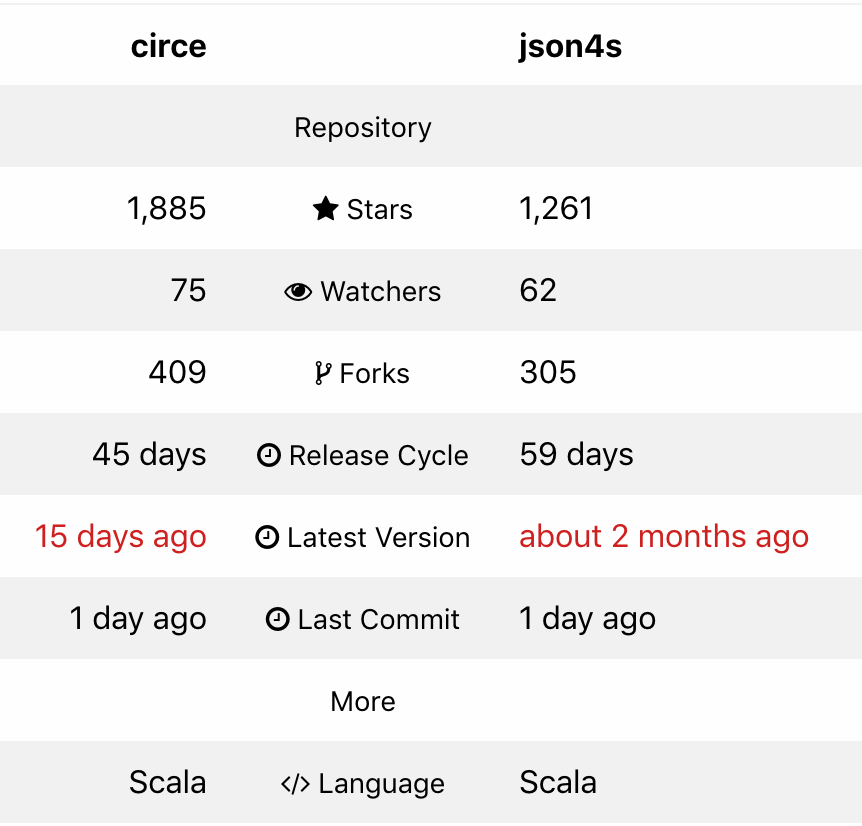 circe json4s
Repository
1,885 Stars 1,261
75 Watchers 62
409 Forks 305
45 days Release Cycle 59 days
15 days ago Latest Version about 2 months ago
1 day ago Last Commit 1 day ago
More
Scala </> Language Scala